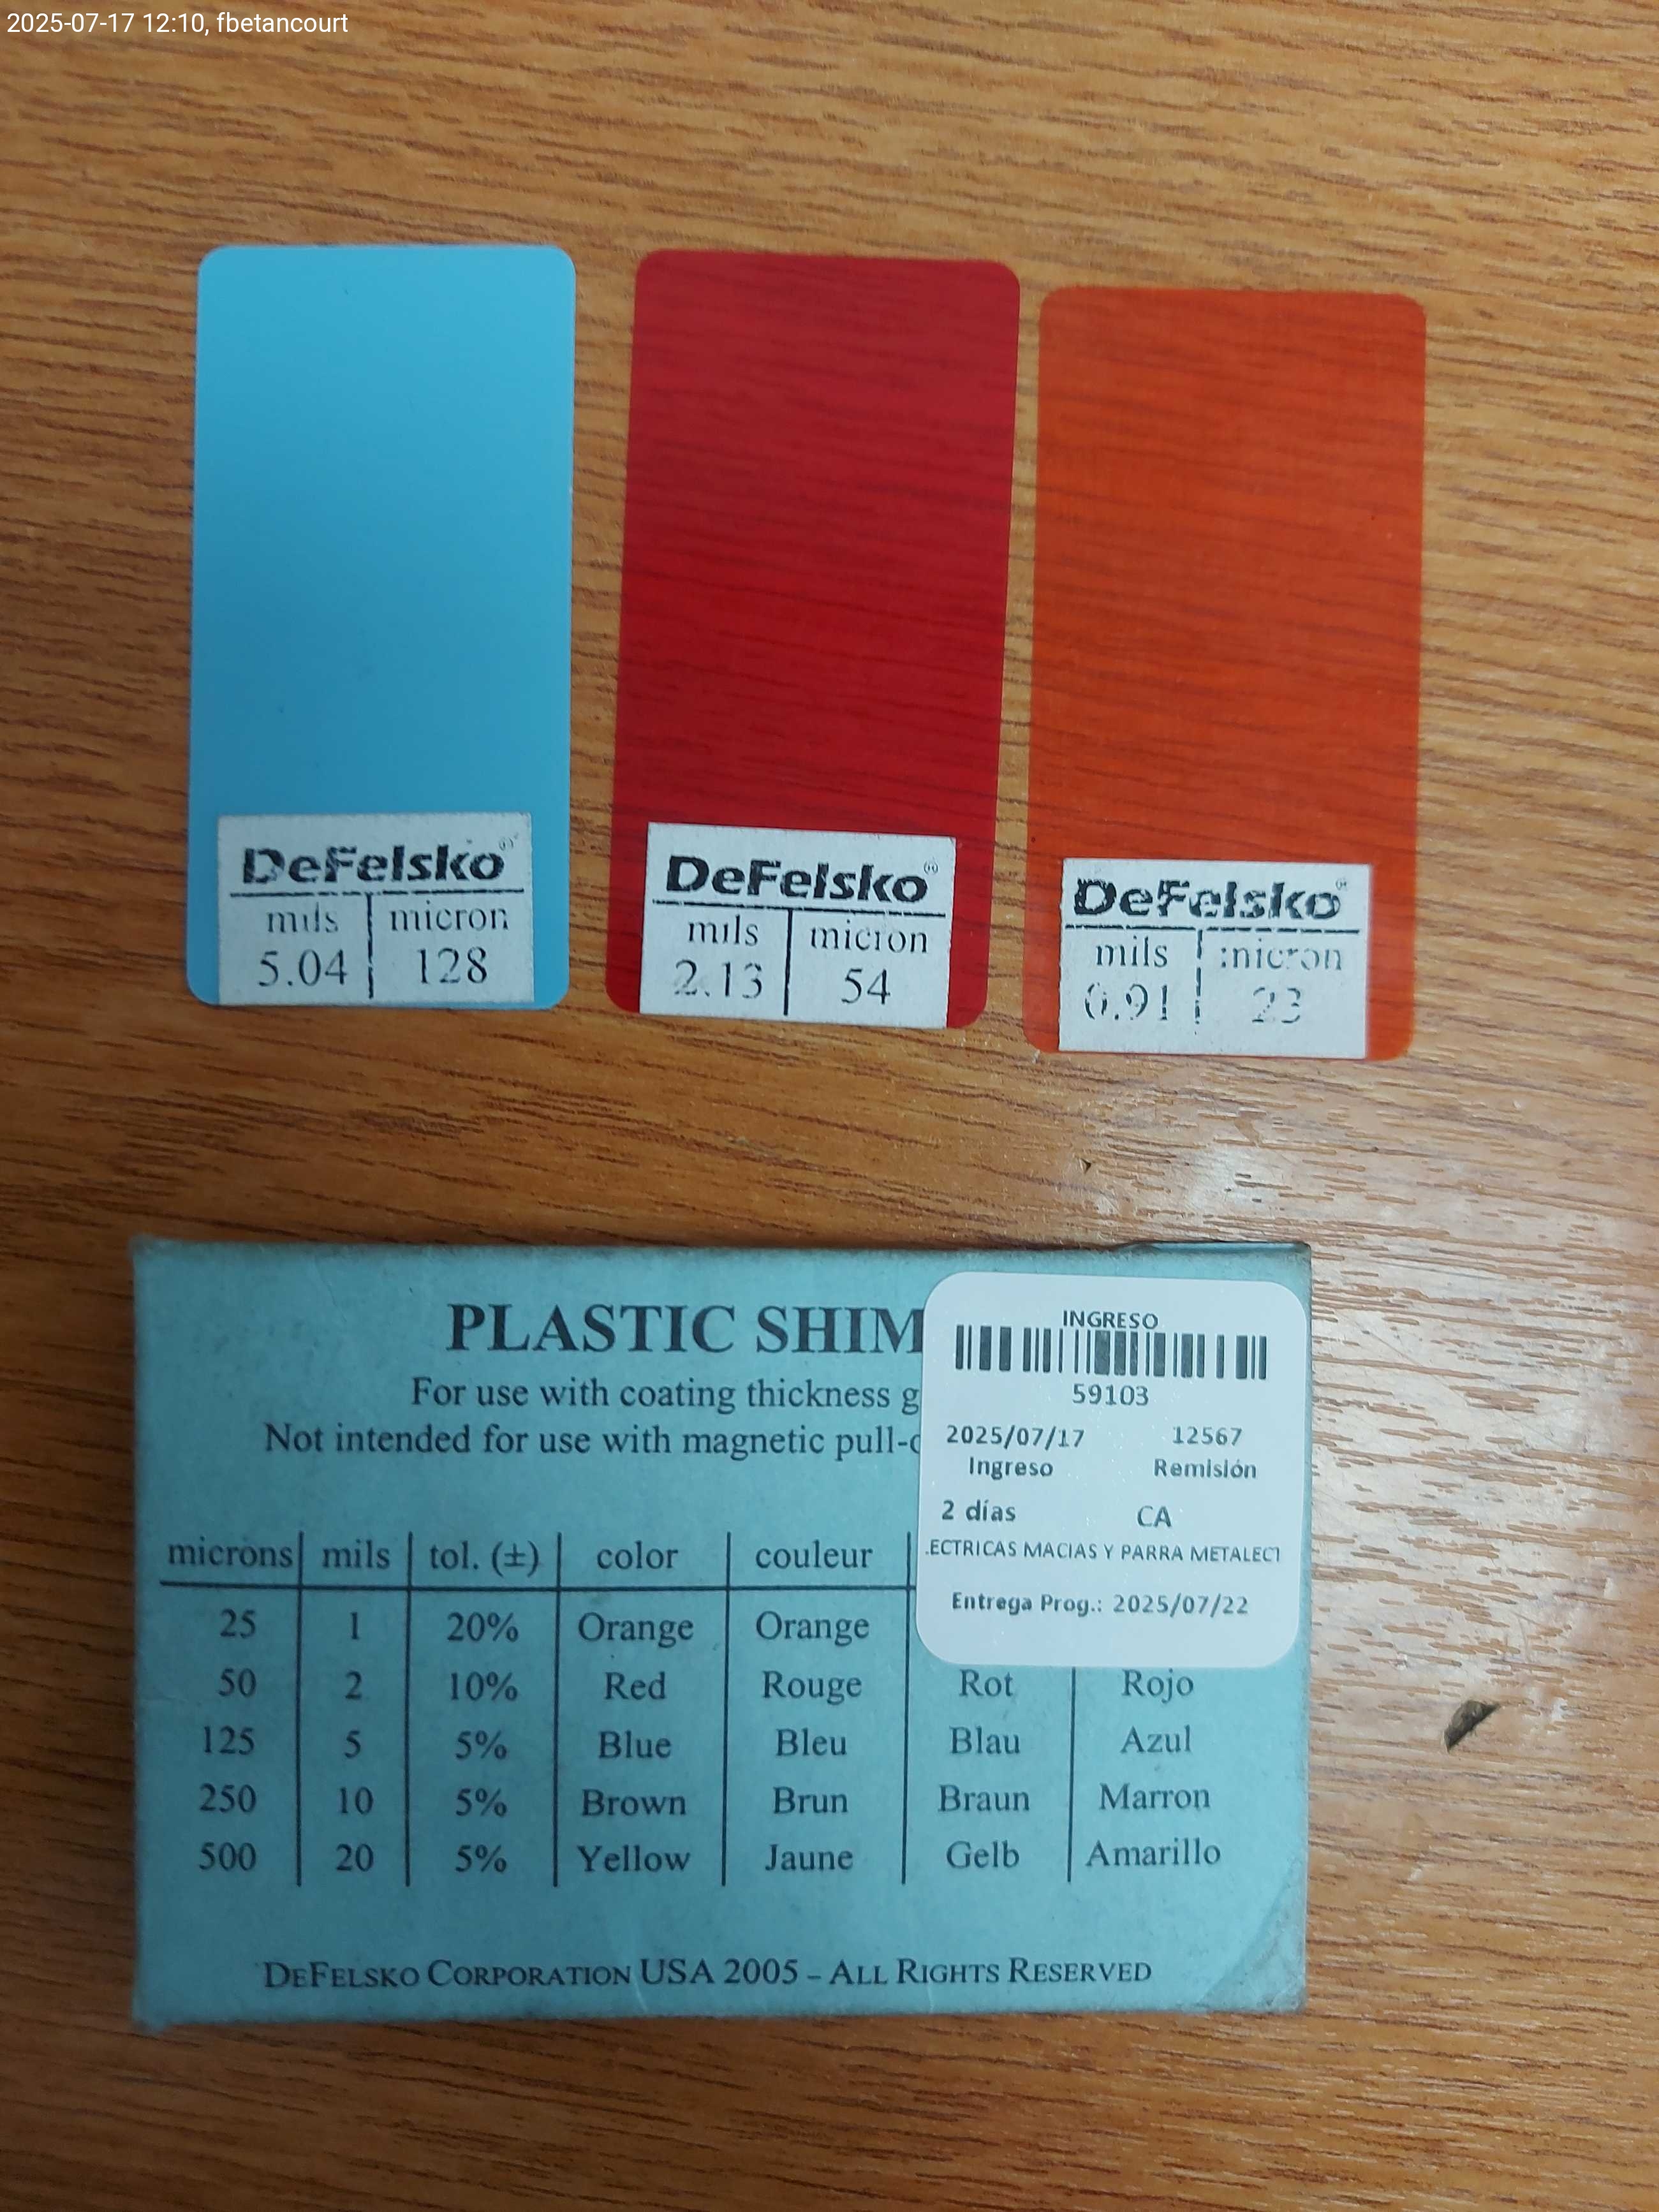 2025-07-17 12:10, fbetancourt
DeFelsko®
mils micron
5.04 128
DeFelsko®
mils micron
2.13 54
DeFelsko®
mils micron
0.91 23
PLASTIC SHIM
For use with coating thickness g
Not intended for use with magnetic pull-
INGRESO
59103
2025/07/17 12567
Ingreso Remisión
2 días CA
ECTRICAS MACIAS Y PARRA METALECT
Entrega Prog.: 2025/07/22
microns mils tol. (±) color couleur
25 1 20% Orange Orange
50 2 10% Red Rouge Rot Rojo
125 5 5% Blue Bleu Blau Azul
250 10 5% Brown Brun Braun Marron
500 20 5% Yellow Jaune Gelb Amarillo
DEFELSKO CORPORATION USA 2005 – ALL RIGHTS RESERVED